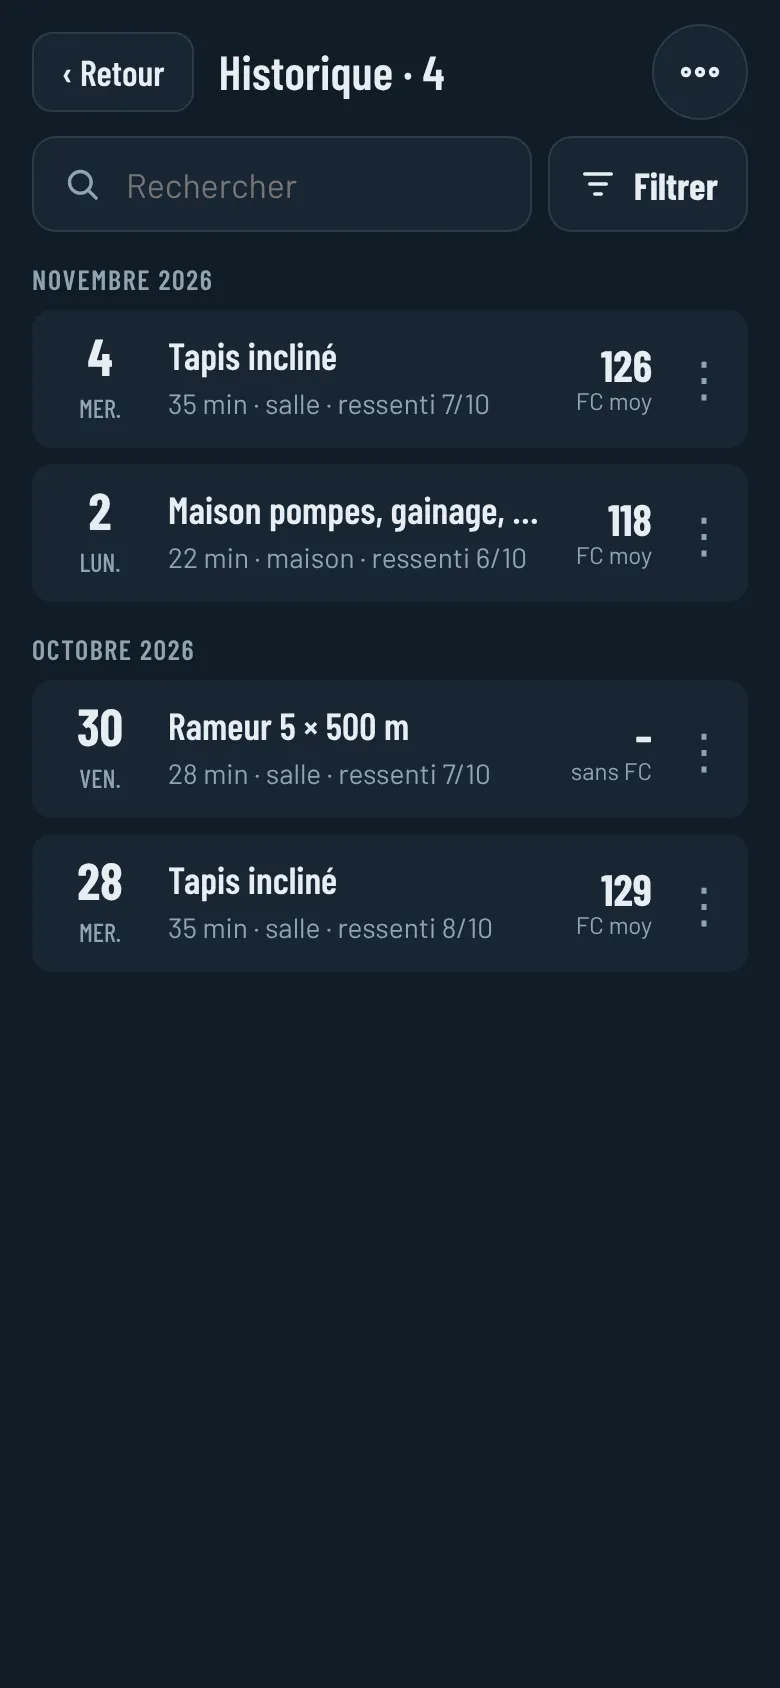 ‹ Retour
Historique · 4
Rechercher
Filtrer
NOVEMBRE 2026
4
MER.
Tapis incliné
35 min · salle · ressenti 7/10
126
FC moy
2
LUN.
Maison pompes, gainage, ...
22 min · maison · ressenti 6/10
118
FC moy
OCTOBRE 2026
30
VEN.
Rameur 5 × 500 m
28 min · salle · ressenti 7/10
–
sans FC
28
MER.
Tapis incliné
35 min · salle · ressenti 8/10
129
FC moy